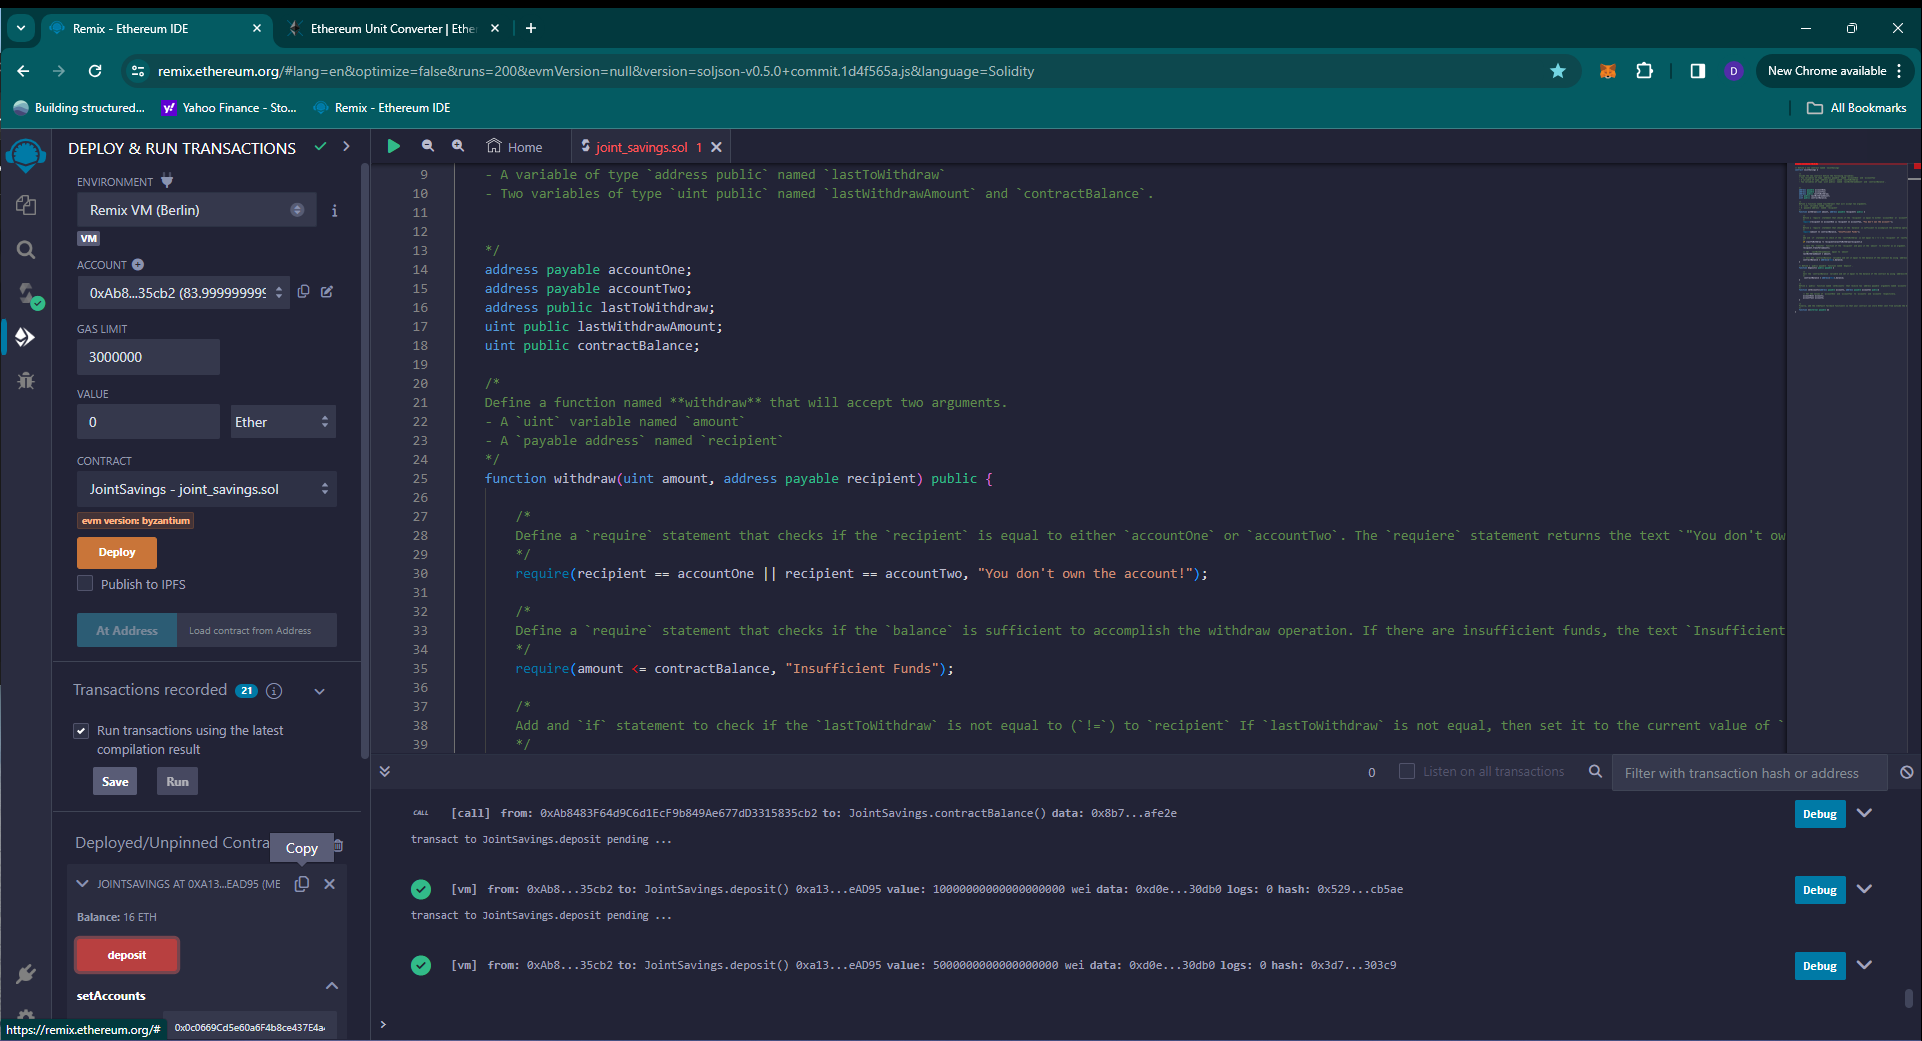 Remix - Ethereum IDE
Ethereum Unit Converter | Ether
remix.ethereum.org/#lang=en&optimize=false&runs=200&evmVersion=null&version=soljson-v0.5.0+commit.1d4f565a.js&language=Solidity
D
New Chrome available
Building structured...
Yahoo Finance - Sto...
Remix - Ethereum IDE
All Bookmarks
DEPLOY & RUN TRANSACTIONS
ENVIRONMENT
Remix VM (Berlin)
VM
ACCOUNT
0xAb8...35cb2 (83.9999999999
GAS LIMIT
3000000
VALUE
0
Ether
CONTRACT
JointSavings - joint_savings.sol
evm version: byzantium
Deploy
Publish to IPFS
At Address
Load contract from Address
Transactions recorded 21
Run transactions using the latest
compilation result
Save
Run
Deployed/Unpinned Contra
Copy
JOINTSAVINGS AT 0XA13...EAD95 (ME
Balance: 16 ETH
deposit
setAccounts
0x0c0669Cd5e60a6F4b8ce437E4a
https://remix.ethereum.org/#
Home
joint_savings.sol 1
9 - A variable of type `address public` named `lastToWithdraw`
10 - Two variables of type `uint public` named `lastWithdrawAmount` and `contractBalance`.
11
12
13 */
14 address payable accountOne;
15 address payable accountTwo;
16 address public lastToWithdraw;
17 uint public lastWithdrawAmount;
18 uint public contractBalance;
19
20 /*
21 Define a function named **withdraw** that will accept two arguments.
22 - A `uint` variable named `amount`
23 - A `payable address` named `recipient`
24 */
25 function withdraw(uint amount, address payable recipient) public {
26
27 /*
28 Define a `require` statement that checks if the `recipient` is equal to either `accountOne` or `accountTwo`. The `requiere` statement returns the text `"You don't ow
29 */
30 require(recipient == accountOne || recipient == accountTwo, "You don't own the account!");
31
32 /*
33 Define a `require` statement that checks if the `balance` is sufficient to accomplish the withdraw operation. If there are insufficient funds, the text `Insufficient
34 */
35 require(amount <= contractBalance, "Insufficient Funds");
36
37 /*
38 Add and `if` statement to check if the `lastToWithdraw` is not equal to (`!=`) to `recipient` If `lastToWithdraw` is not equal, then set it to the current value of `
39 */
0
Listen on all transactions
Filter with transaction hash or address
CALL [call] from: 0xAb8483F64d9C6d1EcF9b849Ae677dD3315835cb2 to: JointSavings.contractBalance() data: 0x8b7...afe2e
Debug
transact to JointSavings.deposit pending ...
[vm] from: 0xAb8...35cb2 to: JointSavings.deposit() 0xa13...eAD95 value: 10000000000000000000 wei data: 0xd0e...30db0 logs: 0 hash: 0x529...cb5ae
Debug
transact to JointSavings.deposit pending ...
[vm] from: 0xAb8...35cb2 to: JointSavings.deposit() 0xa13...eAD95 value: 5000000000000000000 wei data: 0xd0e...30db0 logs: 0 hash: 0x3d7...303c9
Debug
>